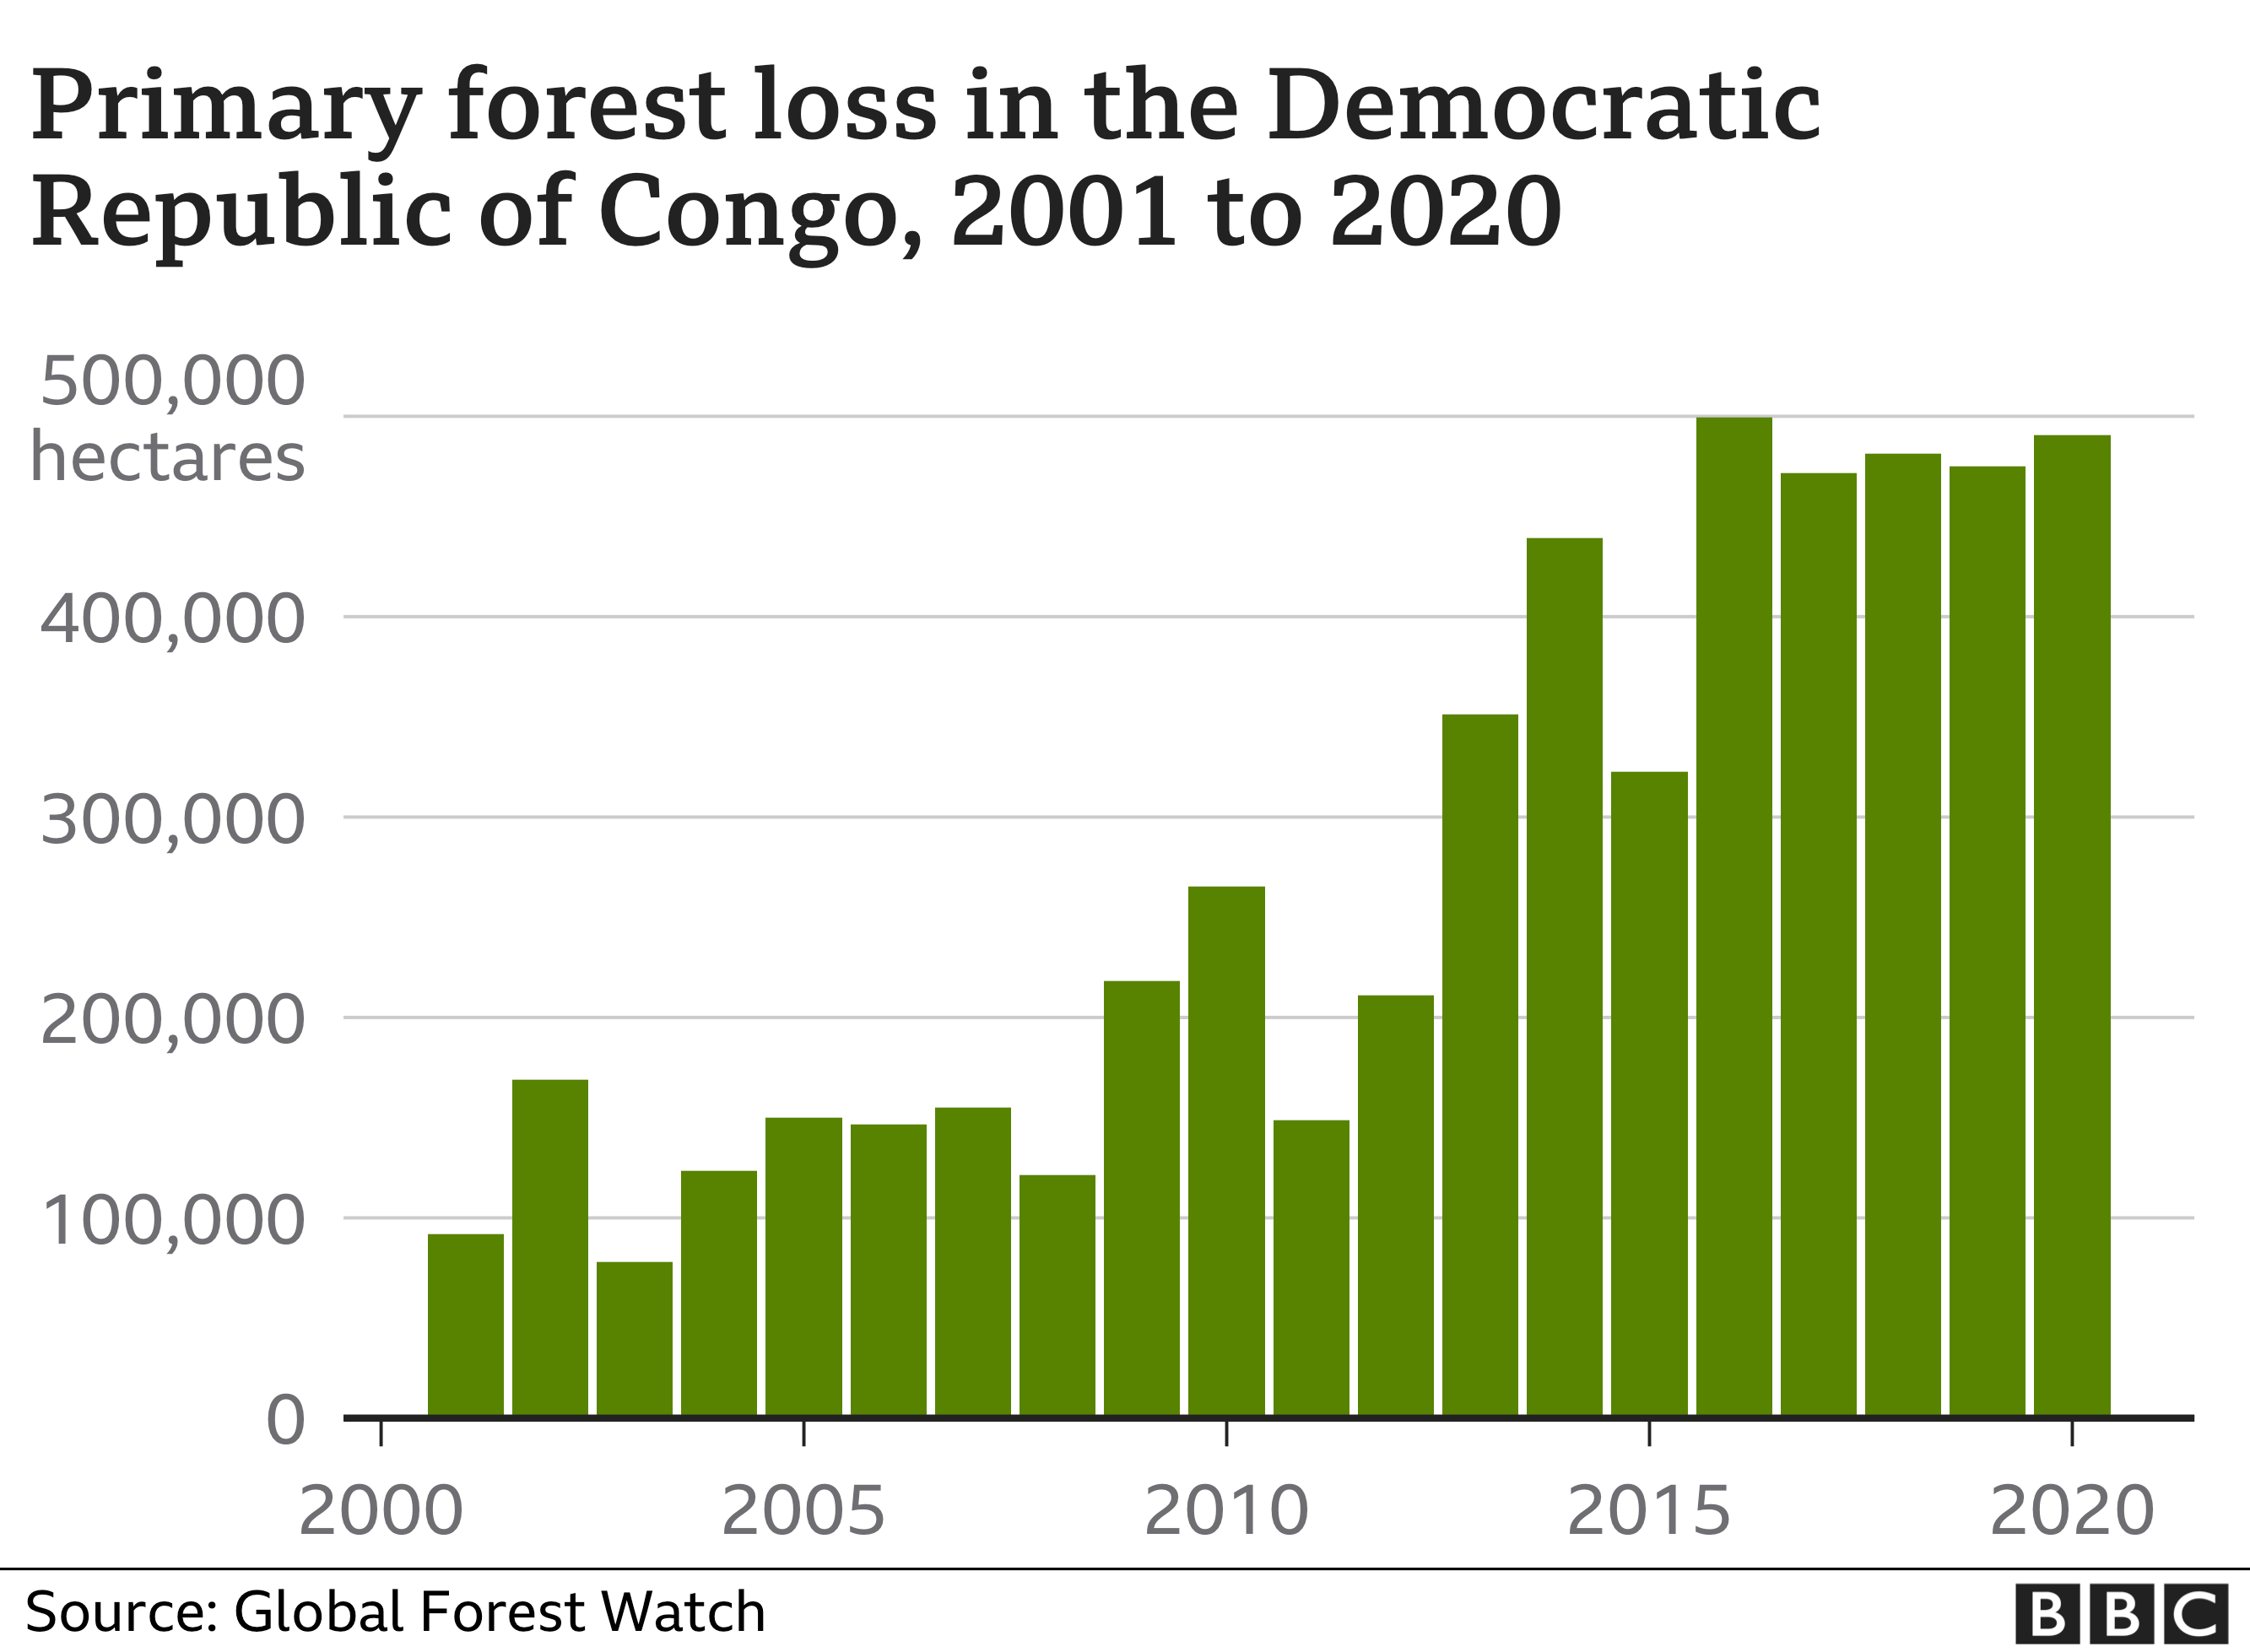 Primary forest loss in the Democratic
Republic of Congo, 2001 to 2020
500,000
hectares
400,000
300,000
200,000
100,000
0
2000 2005 2010 2015 2020
Source: Global Forest Watch
BBC